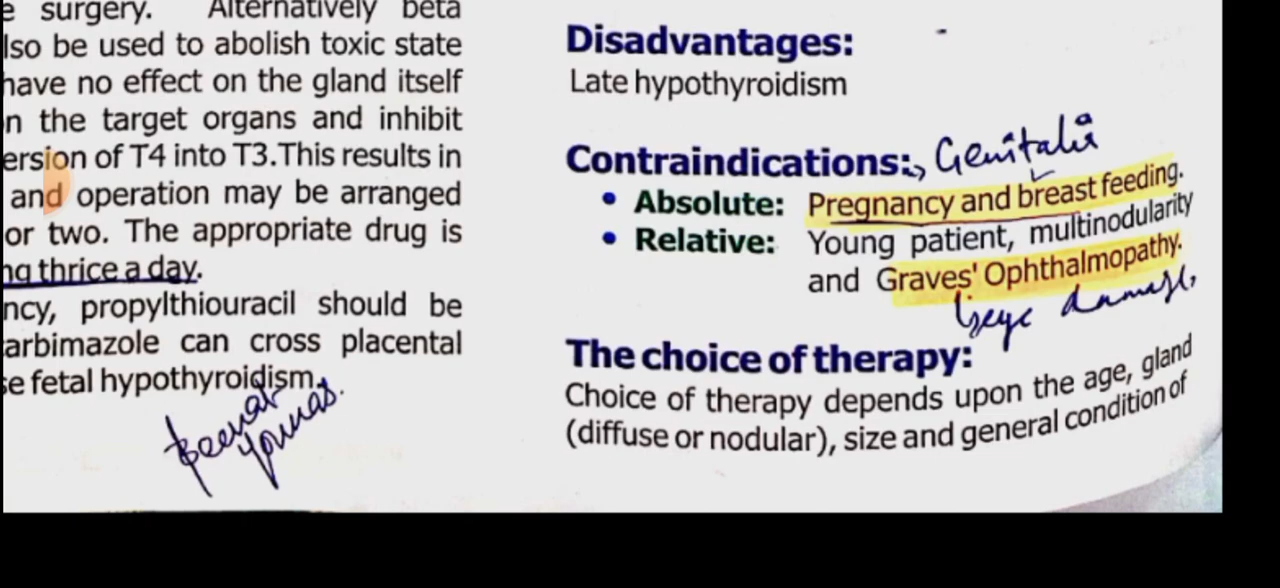 e surgery. Alternatively beta
lso be used to abolish toxic state
have no effect on the gland itself
n the target organs and inhibit
ersion of T4 into T3.This results in
and operation may be arranged
or two. The appropriate drug is
ng thrice a day.
ncy, propylthiouracil should be
arbimazole can cross placental
se fetal hypothyroidism.
younas.
Disadvantages:
Late hypothyroidism
Genitalia
Contraindications:
• Absolute: Pregnancy and breast feeding.
• Relative: Young patient, multinodularity
and Graves' Ophthalmopathy.
eye damage,
The choice of therapy:
Choice of therapy depends upon the age, gland
(diffuse or nodular), size and general condition of